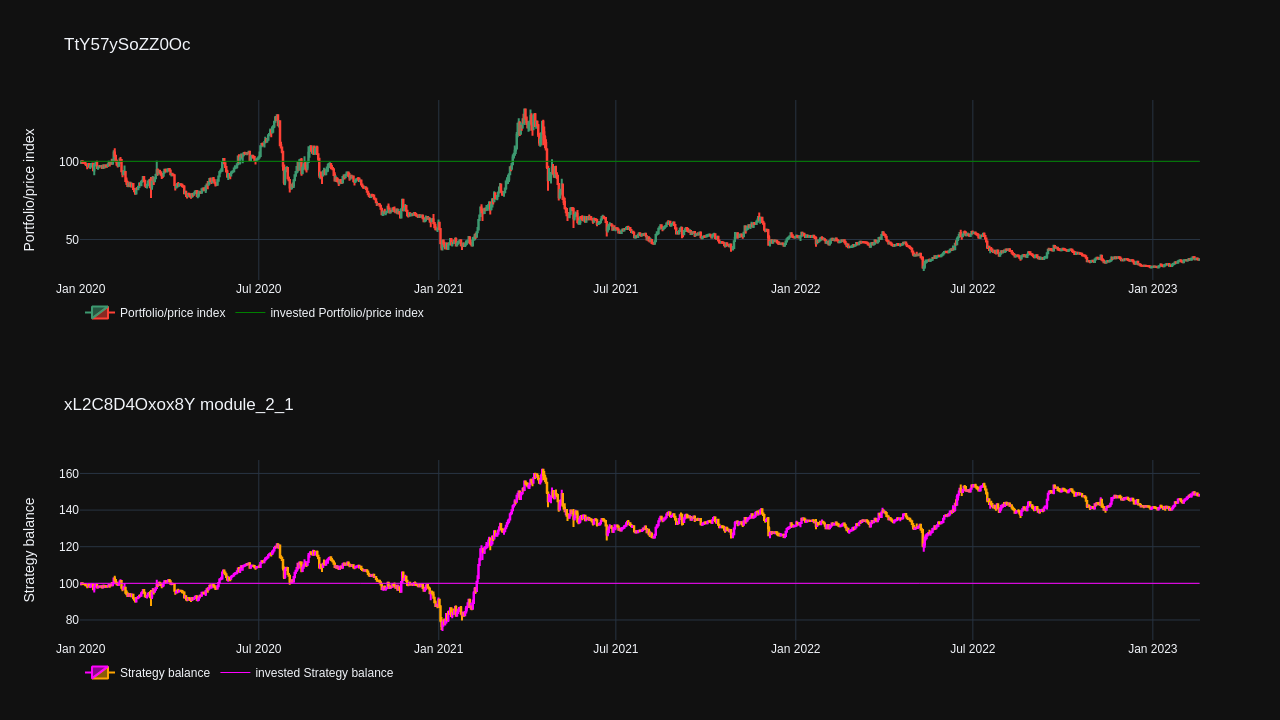 TtY57ySoZZ0Oc
Portfolio/price index
100
50
Jan 2020 Jul 2020 Jan 2021 Jul 2021 Jan 2022 Jul 2022 Jan 2023
Portfolio/price index invested Portfolio/price index
xL2C8D4Oxox8Y module_2_1
Strategy balance
160
140
120
100
80
Jan 2020 Jul 2020 Jan 2021 Jul 2021 Jan 2022 Jul 2022 Jan 2023
Strategy balance invested Strategy balance